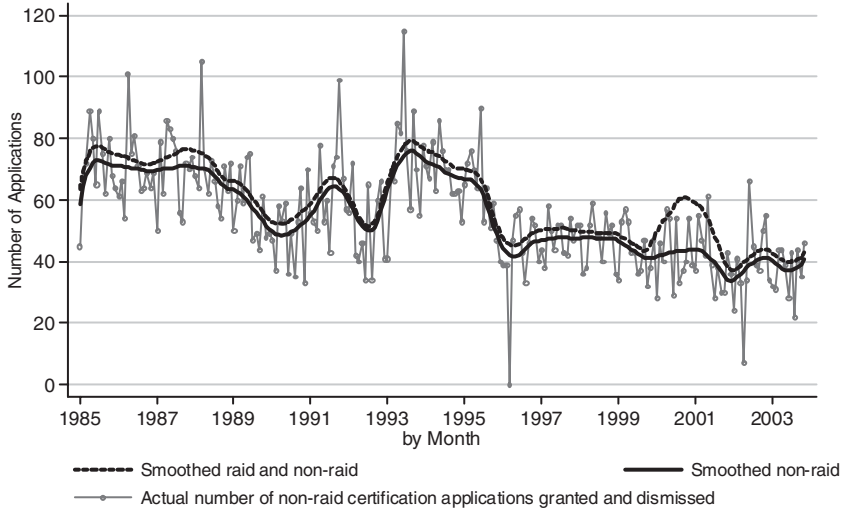 120
100
80
60
40
20
0
Number of Applications
1985 1987 1989 1991 1993 1995 1997 1999 2001 2003
by Month
Smoothed raid and non-raid Smoothed non-raid
Actual number of non-raid certification applications granted and dismissed